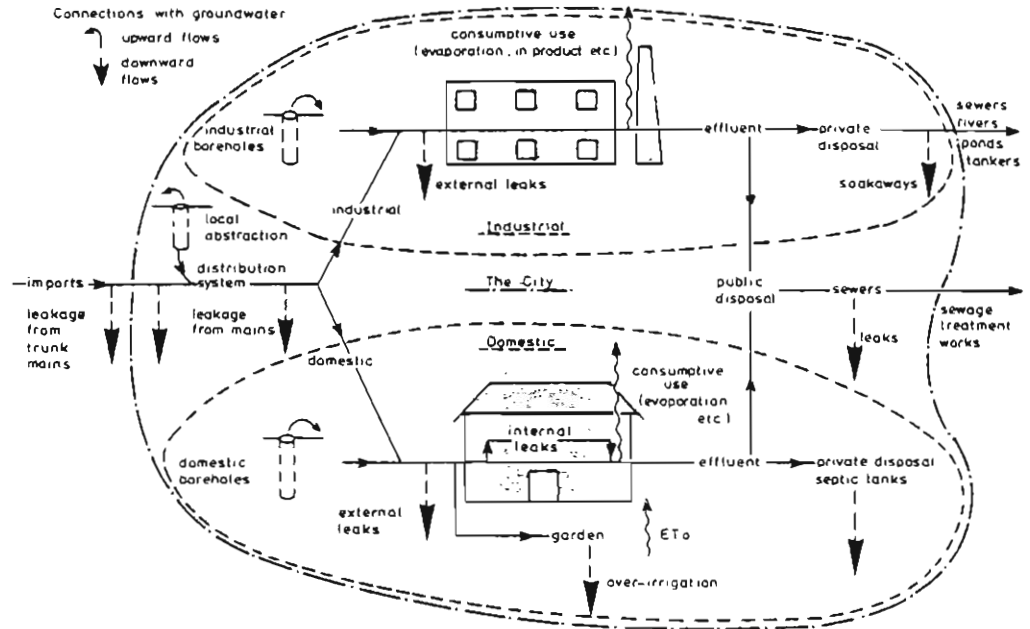 Connections with groundwater
upward flows
downward
flows
consumptive use
(evaporation, in product etc)
industrial
boreholes
external leaks
effluent
private
disposal
sewers
rivers
ponds
tankers
soakaways
industrial
Industrial
local
abstraction
imports
distribution
system
The City
public
disposal
sewers
leakage
from
trunk
mains
leakage
from mains
sewage
treatment
works
leaks
domestic
Domestic
consumptive
use
(evaporation
etc.)
internal
leaks
domestic
boreholes
effluent
private disposal
septic tanks
external
leaks
garden
ETo
over-irrigation